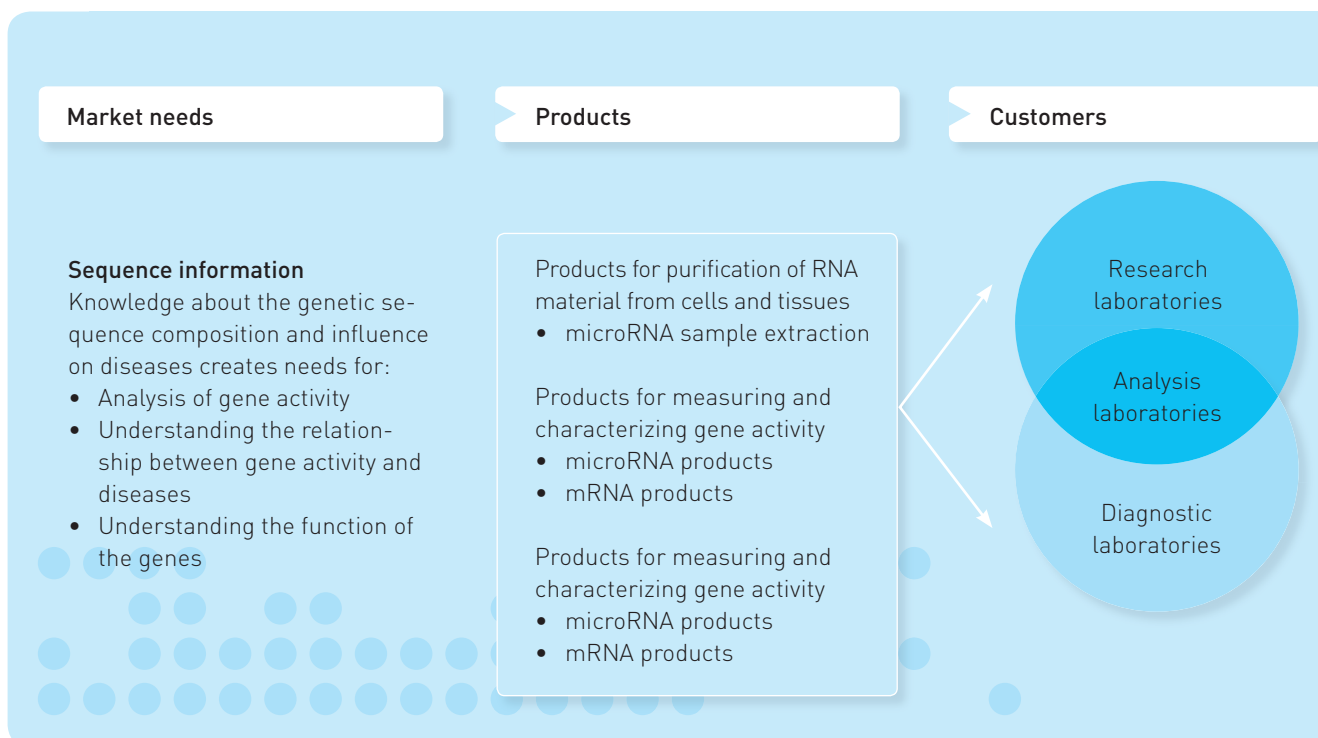 Market needs
Products
Customers
Sequence information
Knowledge about the genetic se-
quence composition and influence
on diseases creates needs for:
• Analysis of gene activity
• Understanding the relation-
ship between gene activity and
diseases
• Understanding the function of
the genes
Products for purification of RNA
material from cells and tissues
• microRNA sample extraction
Products for measuring and
characterizing gene activity
• microRNA products
• mRNA products
Products for measuring and
characterizing gene activity
• microRNA products
• mRNA products
Research
laboratories
Analysis
laboratories
Diagnostic
laboratories